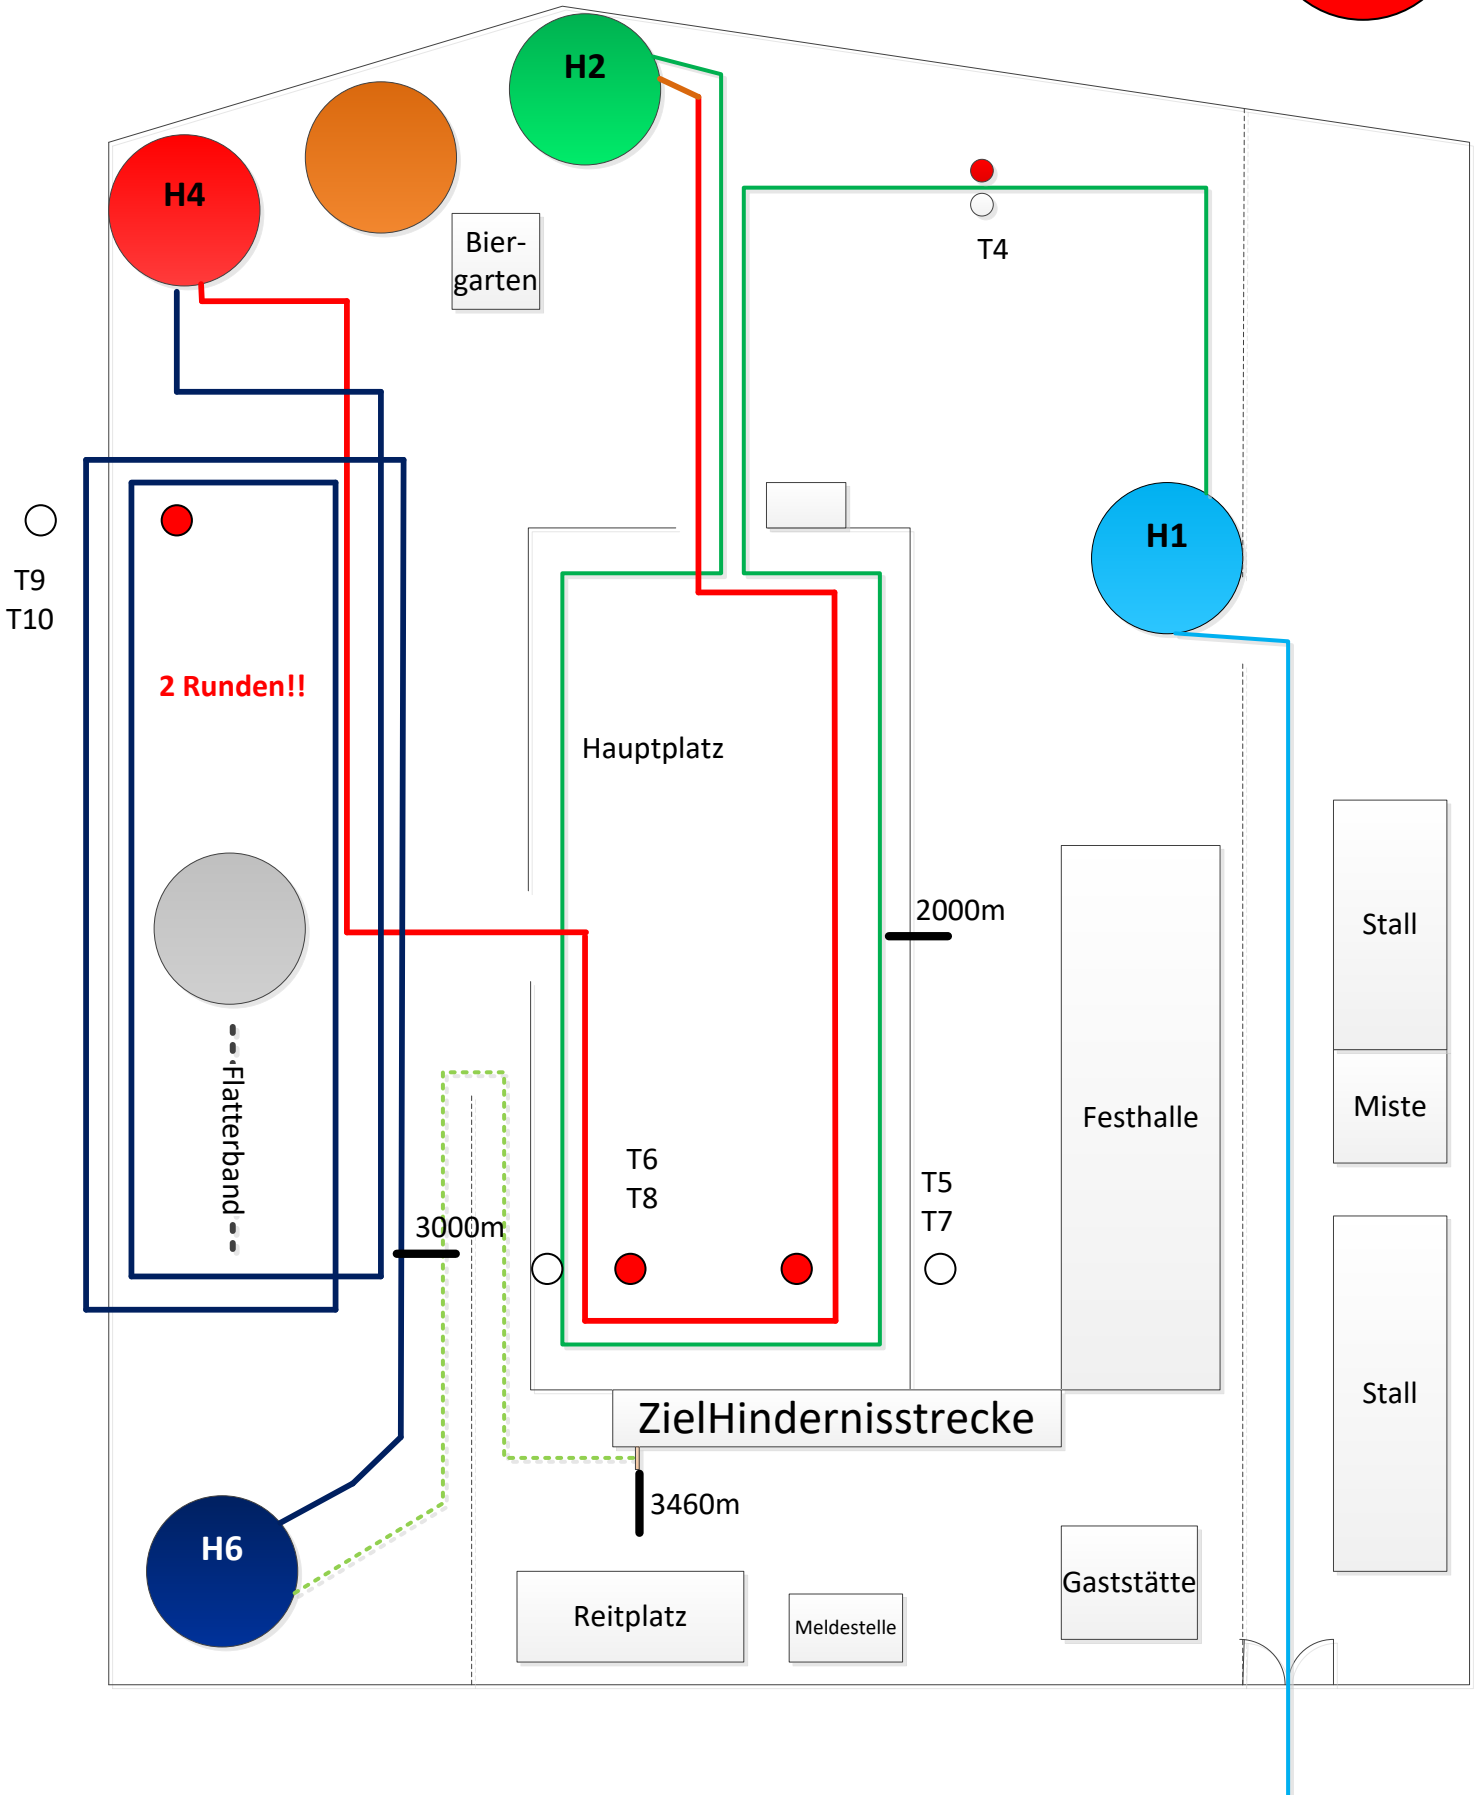 H2
H4
Bier-
garten
T4
H1
T9
T10
2 Runden!!
Hauptplatz
2000m
Stall
Flatterband
Festhalle
Miste
T6
T8
T5
T7
3000m
Stall
ZielHindernisstrecke
3460m
H6
Gaststätte
Reitplatz
Meldestelle